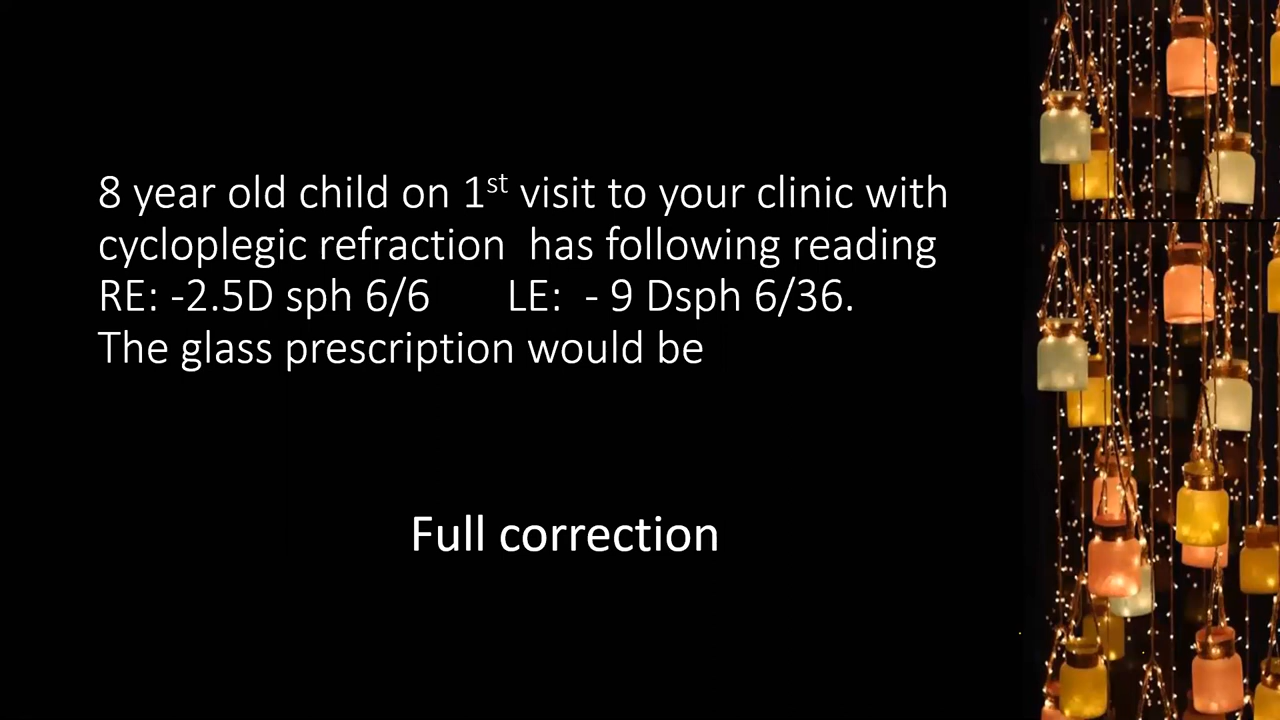 8 year old child on 1st visit to your clinic with
cycloplegic refraction has following reading
RE: -2.5D sph 6/6 LE: - 9 Dsph 6/36.
The glass prescription would be
Full correction